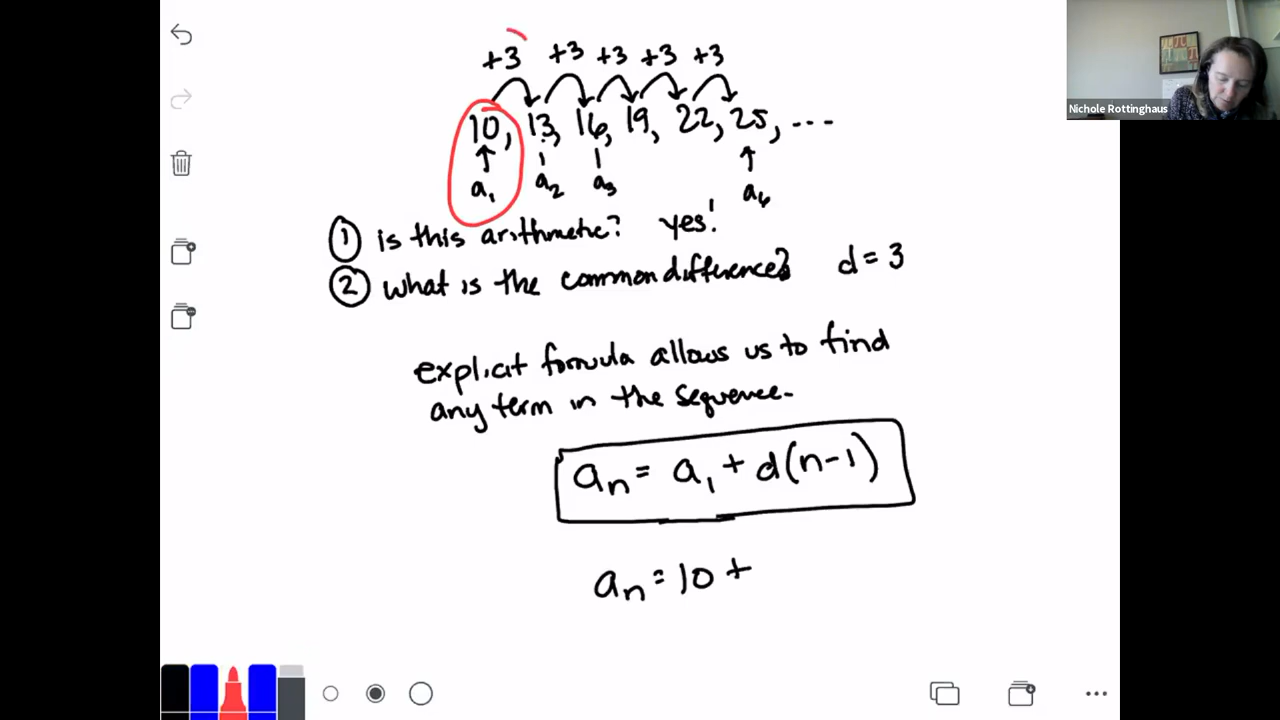 +3 +3 +3 +3 +3
10, 13, 16, 19, 22, 25, ...
a₁ a₂ a₃ a₆
① is this arithmetic? yes!
② what is the common difference? d = 3
explicit formula allows us to find
any term in the sequence.
aₙ = a₁ + d(n-1)
aₙ = 10 +
Nichole Rottinghaus